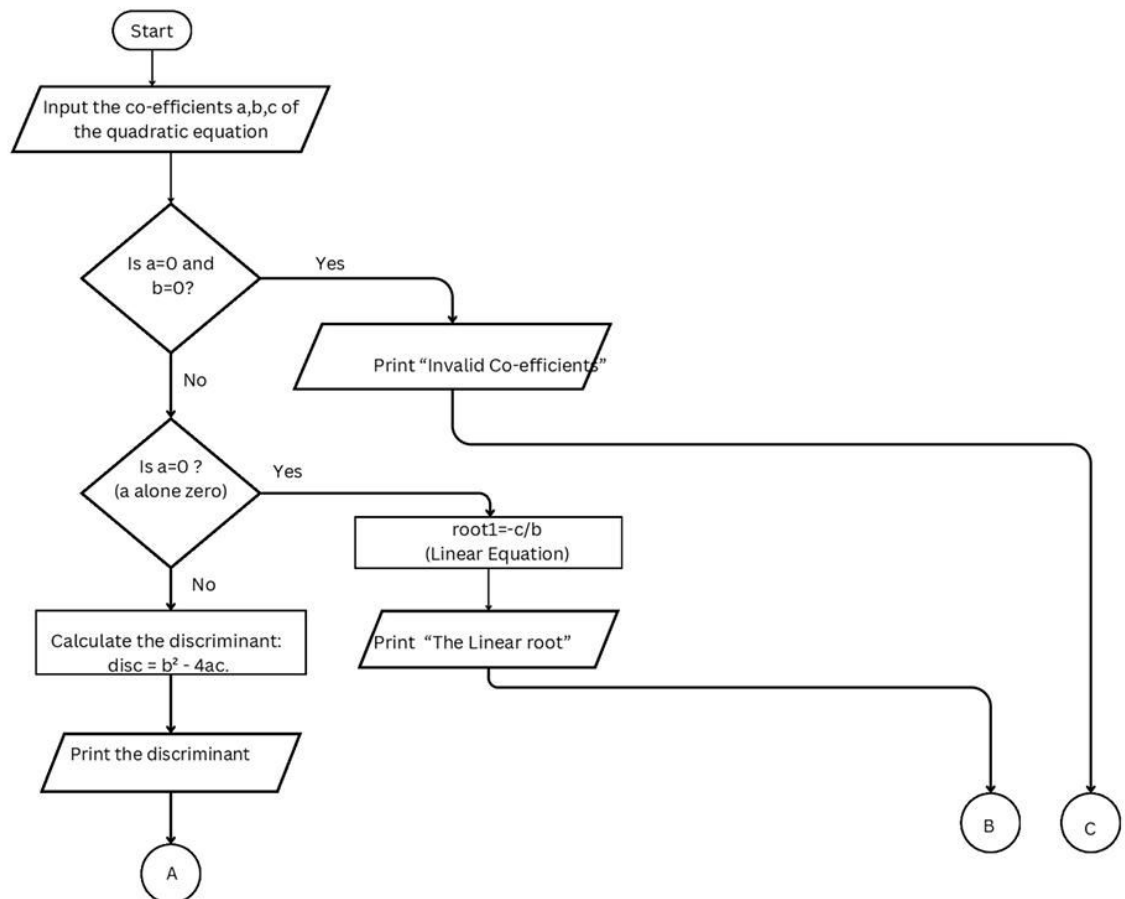 Start
Input the co-efficients a,b,c of
the quadratic equation
Is a=0 and
b=0?
Yes
Print “Invalid Co-efficients”
No
Is a=0 ?
(a alone zero)
Yes
root1=-c/b
(Linear Equation)
No
Print “The Linear root”
Calculate the discriminant:
disc = b² - 4ac.
Print the discriminant
B
C
A